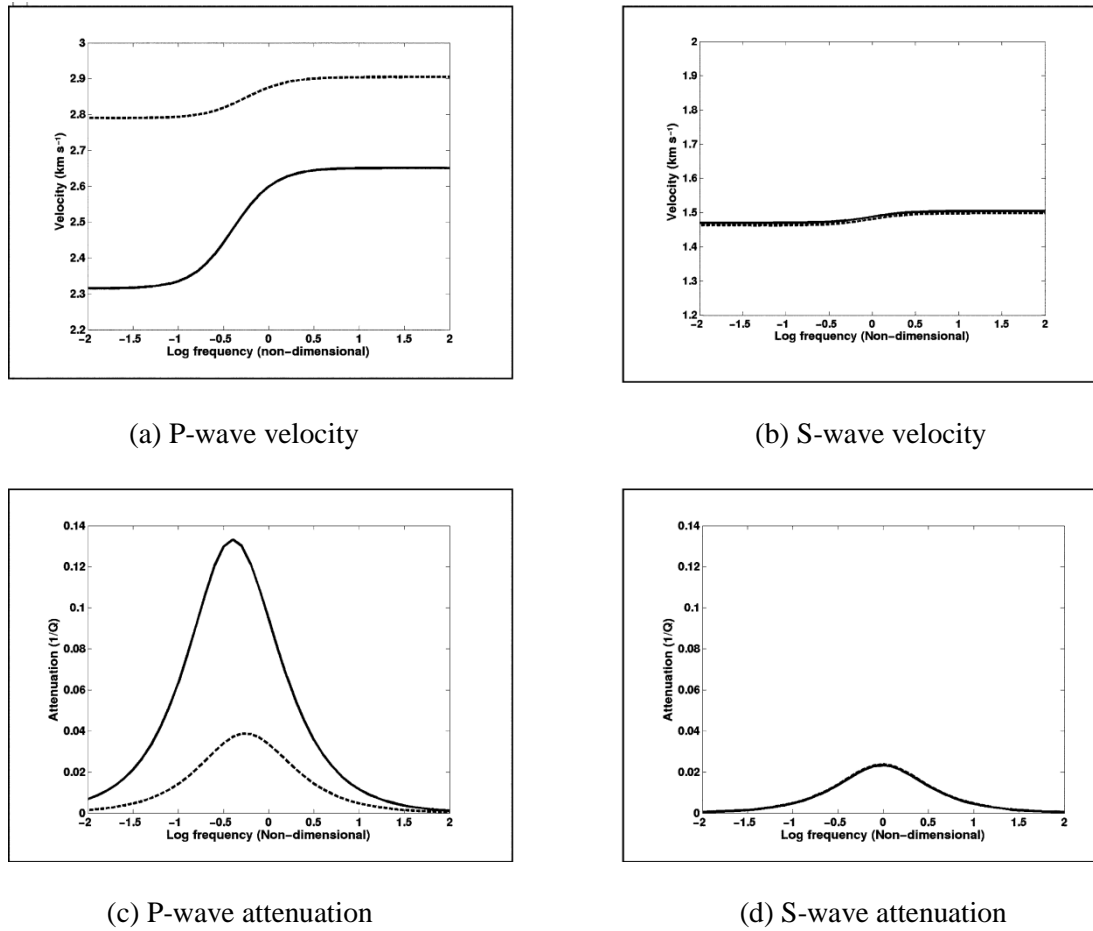 3
2.9
2.8
2.7
2.6
2.5
2.4
2.3
2.2
Velocity (km s⁻¹)
−2 −1.5 −1 −0.5 0 0.5 1 1.5 2
Log frequency (non−dimensional)
(a) P-wave velocity
2
1.9
1.8
1.7
1.6
1.5
1.4
1.3
1.2
Velocity (km s⁻¹)
−2 −1.5 −1 −0.5 0 0.5 1 1.5 2
Log frequency (Non−dimensional)
(b) S-wave velocity
0.14
0.12
0.1
0.08
0.06
0.04
0.02
0
Attenuation (1/Q)
−2 −1.5 −1 −0.5 0 0.5 1 1.5 2
Log frequency (Non−dimensional)
(c) P-wave attenuation
0.14
0.12
0.1
0.08
0.06
0.04
0.02
0
Attenuation (1/Q)
−2 −1.5 −1 −0.5 0 0.5 1 1.5 2
Log frequency (Non−dimensional)
(d) S-wave attenuation